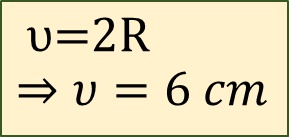 υ=2R
⇒ 𝜐 = 6 𝑐𝑚